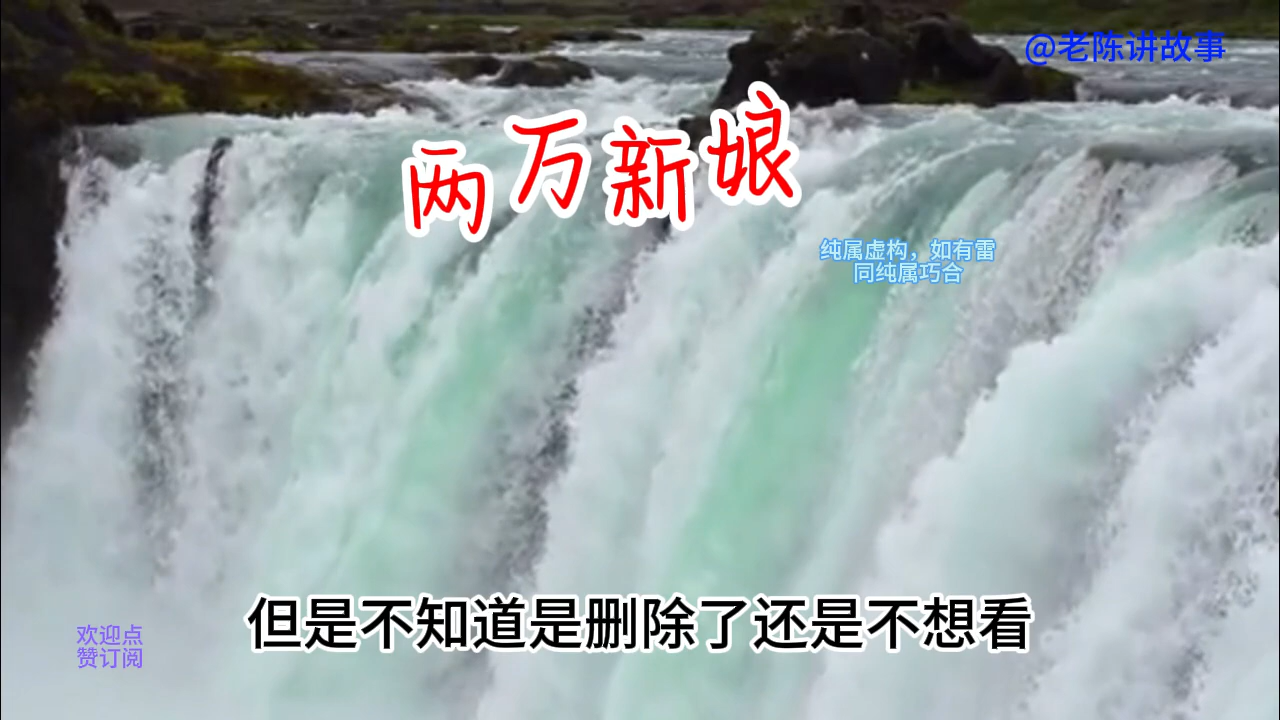 @老陈讲故事
两万新娘
纯属虚构，如有雷
同纯属巧合
但是不知道是删除了还是不想看
欢迎点
赞订阅